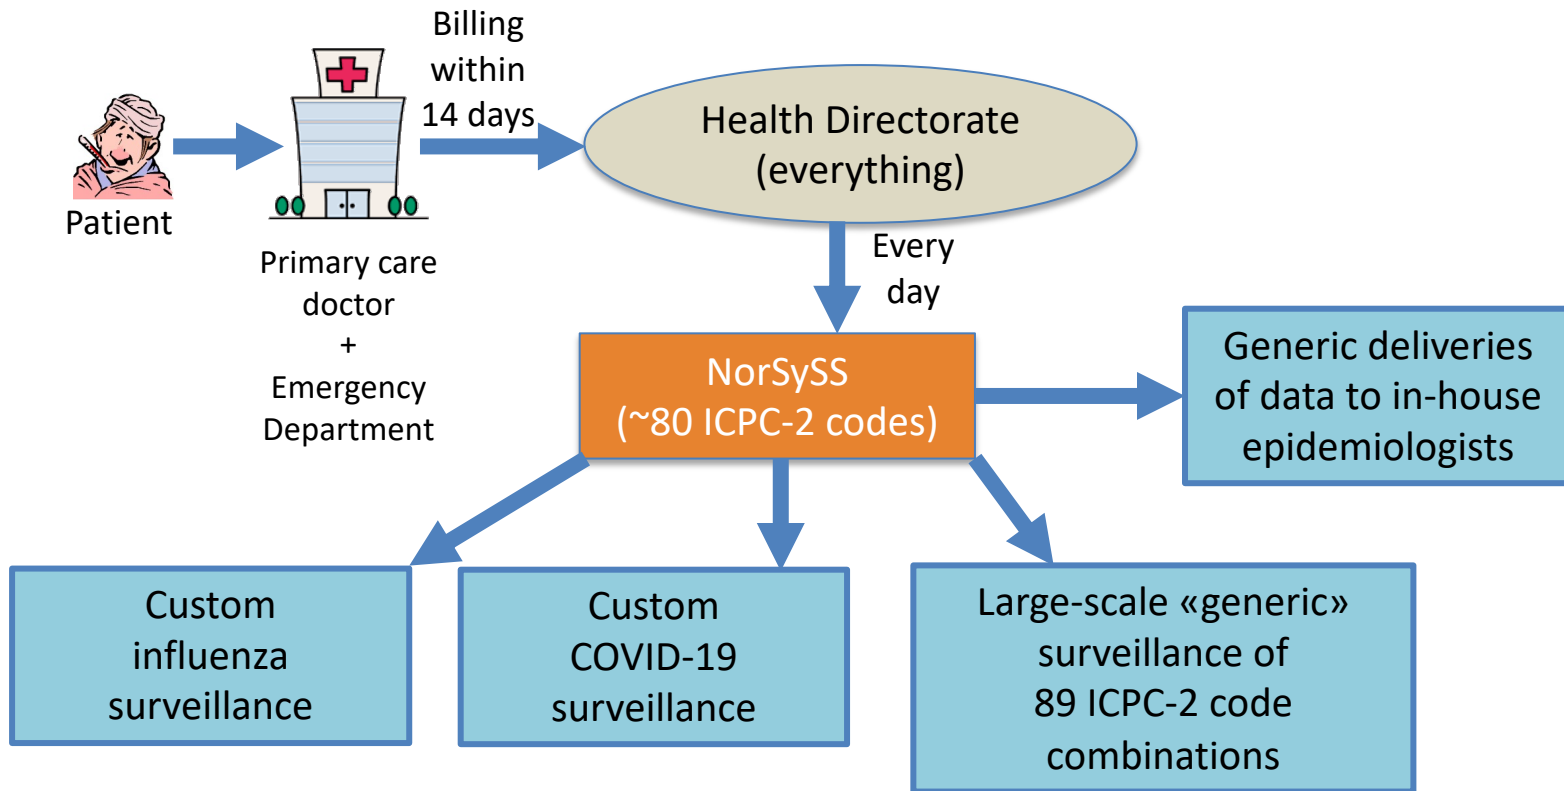 Billing
within
14 days
Patient
Primary care
doctor
+
Emergency
Department
Health Directorate
(everything)
Every
day
NorSySS
(~80 ICPC-2 codes)
Generic deliveries
of data to in-house
epidemiologists
Custom
influenza
surveillance
Custom
COVID-19
surveillance
Large-scale «generic»
surveillance of
89 ICPC-2 code
combinations